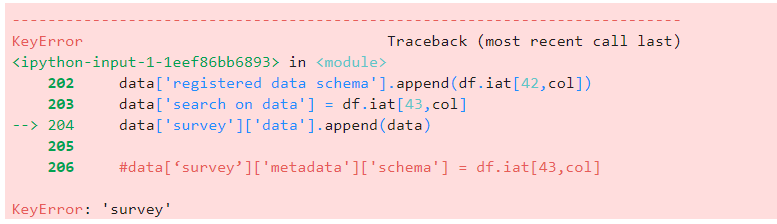 ---------------------------------------------------------------------------
KeyError                                  Traceback (most recent call last)
<ipython-input-1-1eef86bb6893> in <module>
    202     data['registered data schema'].append(df.iat[42,col])
    203     data['search on data'] = df.iat[43,col]
--> 204     data['survey']['data'].append(data)
    205
    206     #data[‘survey’]['metadata']['schema'] = df.iat[43,col]
KeyError: 'survey'